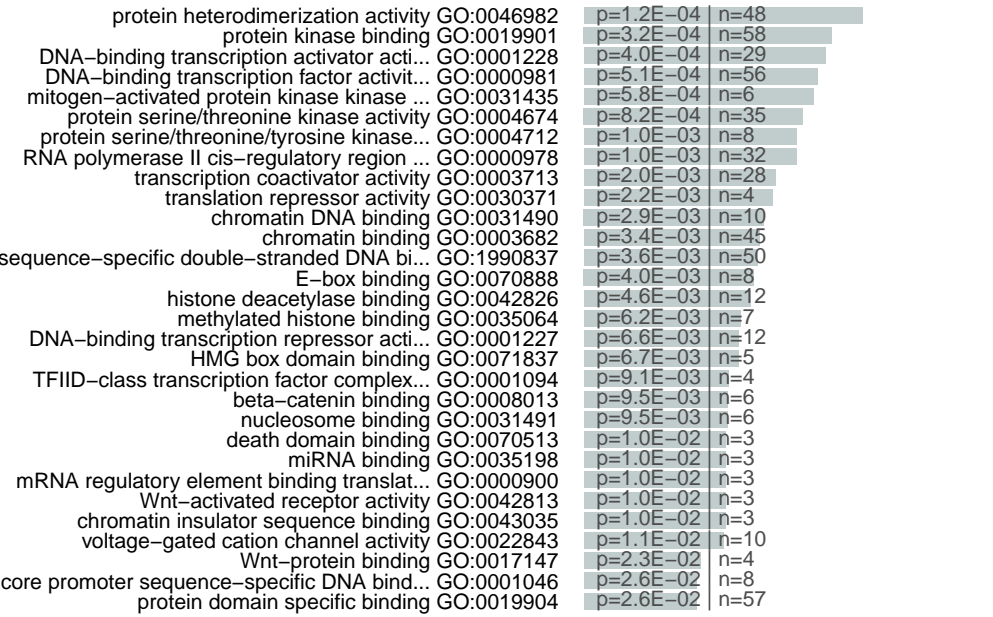 protein heterodimerization activity GO:0046982 p=1.2E−04 n=48
protein kinase binding GO:0019901 p=3.2E−04 n=58
DNA−binding transcription activator acti... GO:0001228 p=4.0E−04 n=29
DNA−binding transcription factor activit... GO:0000981 p=5.1E−04 n=56
mitogen−activated protein kinase kinase ... GO:0031435 p=5.8E−04 n=6
protein serine/threonine kinase activity GO:0004674 p=8.2E−04 n=35
protein serine/threonine/tyrosine kinase... GO:0004712 p=1.0E−03 n=8
RNA polymerase II cis−regulatory region ... GO:0000978 p=1.0E−03 n=32
transcription coactivator activity GO:0003713 p=2.0E−03 n=28
translation repressor activity GO:0030371 p=2.2E−03 n=4
chromatin DNA binding GO:0031490 p=2.9E−03 n=10
chromatin binding GO:0003682 p=3.4E−03 n=45
sequence−specific double−stranded DNA bi... GO:1990837 p=3.6E−03 n=50
E−box binding GO:0070888 p=4.0E−03 n=8
histone deacetylase binding GO:0042826 p=4.6E−03 n=12
methylated histone binding GO:0035064 p=6.2E−03 n=7
DNA−binding transcription repressor acti... GO:0001227 p=6.6E−03 n=12
HMG box domain binding GO:0071837 p=6.7E−03 n=5
TFIID−class transcription factor complex... GO:0001094 p=9.1E−03 n=4
beta−catenin binding GO:0008013 p=9.5E−03 n=6
nucleosome binding GO:0031491 p=9.5E−03 n=6
death domain binding GO:0070513 p=1.0E−02 n=3
miRNA binding GO:0035198 p=1.0E−02 n=3
mRNA regulatory element binding translat... GO:0000900 p=1.0E−02 n=3
Wnt−activated receptor activity GO:0042813 p=1.0E−02 n=3
chromatin insulator sequence binding GO:0043035 p=1.0E−02 n=3
voltage−gated cation channel activity GO:0022843 p=1.1E−02 n=10
Wnt−protein binding GO:0017147 p=2.3E−02 n=4
core promoter sequence−specific DNA bind... GO:0001046 p=2.6E−02 n=8
protein domain specific binding GO:0019904 p=2.6E−02 n=57